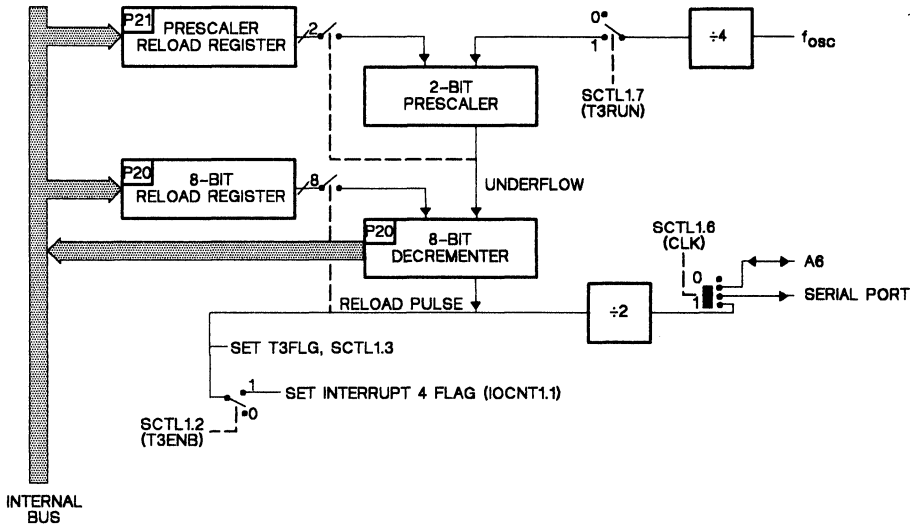 P21
PRESCALER
RELOAD REGISTER
2
0
1
÷4
fosc
SCTL1.7
(T3RUN)
2-BIT
PRESCALER
P20
8-BIT
RELOAD REGISTER
8
UNDERFLOW
P20
8-BIT
DECREMENTER
SCTL1.6
(CLK)
0
1
A6
SERIAL PORT
RELOAD PULSE
÷2
SET T3FLG, SCTL1.3
1
SET INTERRUPT 4 FLAG (IOCNT1.1)
0
SCTL1.2
(T3ENB)
INTERNAL
BUS